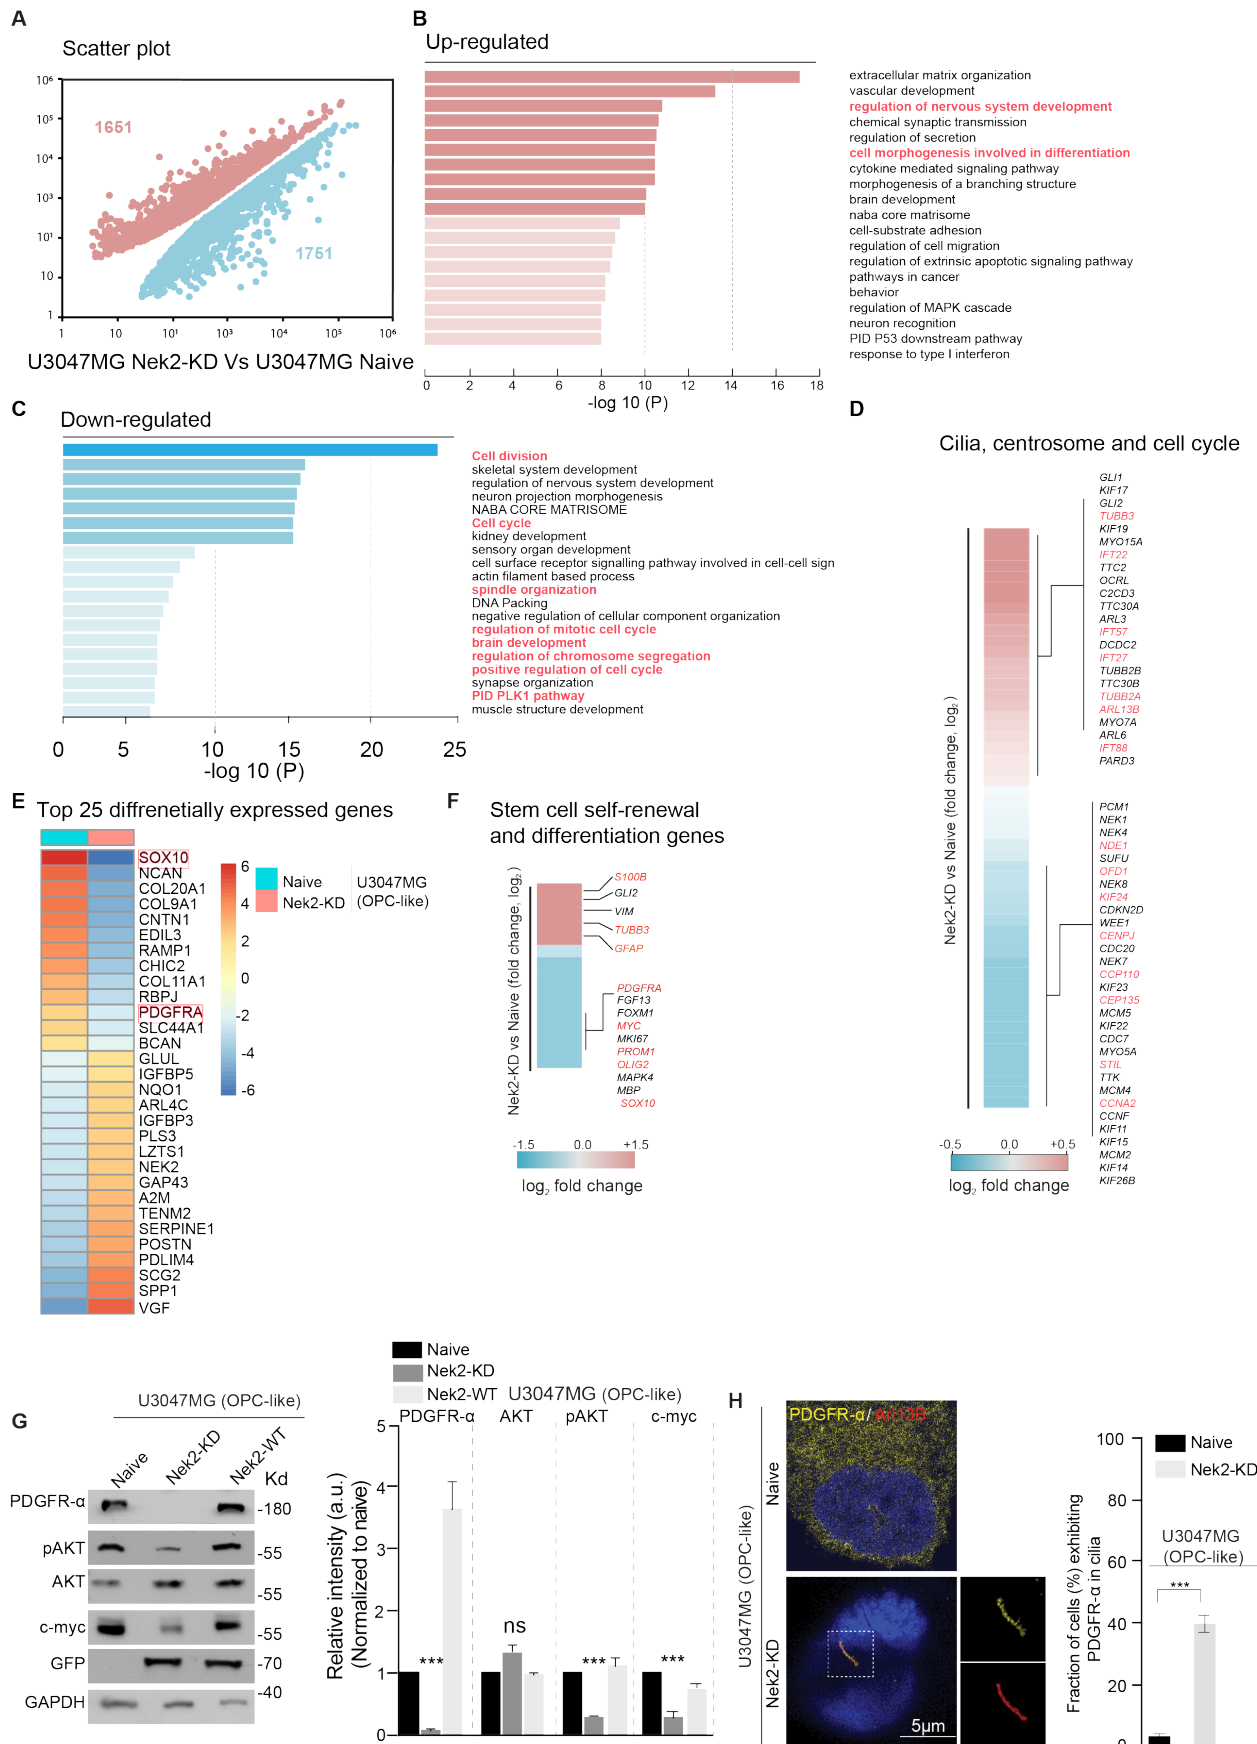 A
Scatter plot
10⁶
10⁵
10⁴
10³
10¹
10
1
1651
1751
1
10
10¹
10³
10⁴
10⁵
10⁶
U3047MG Nek2-KD Vs U3047MG Naive
B
Up-regulated
extracellular matrix organization
vascular development
regulation of nervous system development
chemical synaptic transmission
regulation of secretion
cell morphogenesis involved in differentiation
cytokine mediated signaling pathway
morphogenesis of a branching structure
brain development
naba core matrisome
cell-substrate adhesion
regulation of cell migration
regulation of extrinsic apoptotic signaling pathway
pathways in cancer
behavior
regulation of MAPK cascade
neuron recognition
PID P53 downstream pathway
response to type I interferon
0 2 4 6 8 10 12 14 16 18
-log 10 (P)
C
Down-regulated
Cell division
skeletal system development
regulation of nervous system development
neuron projection morphogenesis
NABA CORE MATRISOME
Cell cycle
kidney development
sensory organ development
cell surface receptor signalling pathway involved in cell-cell sign
actin filament based process
spindle organization
DNA Packing
negative regulation of cellular component organization
regulation of mitotic cell cycle
brain development
regulation of chromosome segregation
positive regulation of cell cycle
synapse organization
PID PLK1 pathway
muscle structure development
0 5 10 15 20 25
-log 10 (P)
D
Cilia, centrosome and cell cycle
Nek2-KD vs Naive (fold change, log₂)
GLI1
KIF17
GLI2
TUBB3
KIF19
MYO15A
IFT22
TTC2
OCRL
C2CD3
TTC30A
ARL3
IFT57
DCDC2
IFT27
TUBB2B
TTC30B
TUBB2A
ARL13B
MYO7A
ARL6
IFT88
PARD3
PCM1
NEK1
NEK4
NDE1
SUFU
OFD1
NEK8
KIF24
CDKN2D
WEE1
CENPJ
CDC20
NEK7
CCP110
KIF23
CEP135
MCM5
KIF22
CDC7
MYO5A
STIL
TTK
MCM4
CCNA2
CCNF
KIF11
KIF15
MCM2
KIF14
KIF26B
-0.5 0.0 +0.5
log₂ fold change
E
Top 25 diffrenetially expressed genes
SOX10
NCAN
COL20A1
COL9A1
CNTN1
EDIL3
RAMP1
CHIC2
COL11A1
RBPJ
PDGFRA
SLC44A1
BCAN
GLUL
IGFBP5
NQO1
ARL4C
IGFBP3
PLS3
LZTS1
NEK2
GAP43
A2M
TENM2
SERPINE1
POSTN
PDLIM4
SCG2
SPP1
VGF
6
4
2
0
-2
-4
-6
Naive
Nek2-KD
U3047MG
(OPC-like)
F
Stem cell self-renewal
and differentiation genes
Nek2-KD vs Naive (fold change, log₂ )
S100B
GLI2
VIM
TUBB3
GFAP
PDGFRA
FGF13
FOXM1
MYC
MKI67
PROM1
OLIG2
MAPK4
MBP
SOX10
-1.5 0.0 +1.5
log₂ fold change
G
U3047MG (OPC-like)
Naive
Nek2-KD
Nek2-WT
Kd
PDGFR-α
-180
pAKT
-55
AKT
-55
c-myc
-55
GFP
-70
-40
GAPDH
Naive
Nek2-KD
Nek2-WT
U3047MG (OPC-like)
PDGFR-α AKT pAKT c-myc
Relative intensity (a.u.)
(Normalized to naive)
5
4
3
2
1
0
***
ns
***
***
H
U3047MG (OPC-like)
Naive
Nek2-KD
PDGFR-α/ Arl13B
5µm
Fraction of cells (%) exhibiting
PDGFR-α in cilia
100
80
60
40
20
0
Naive
Nek2-KD
U3047MG
(OPC-like)
***